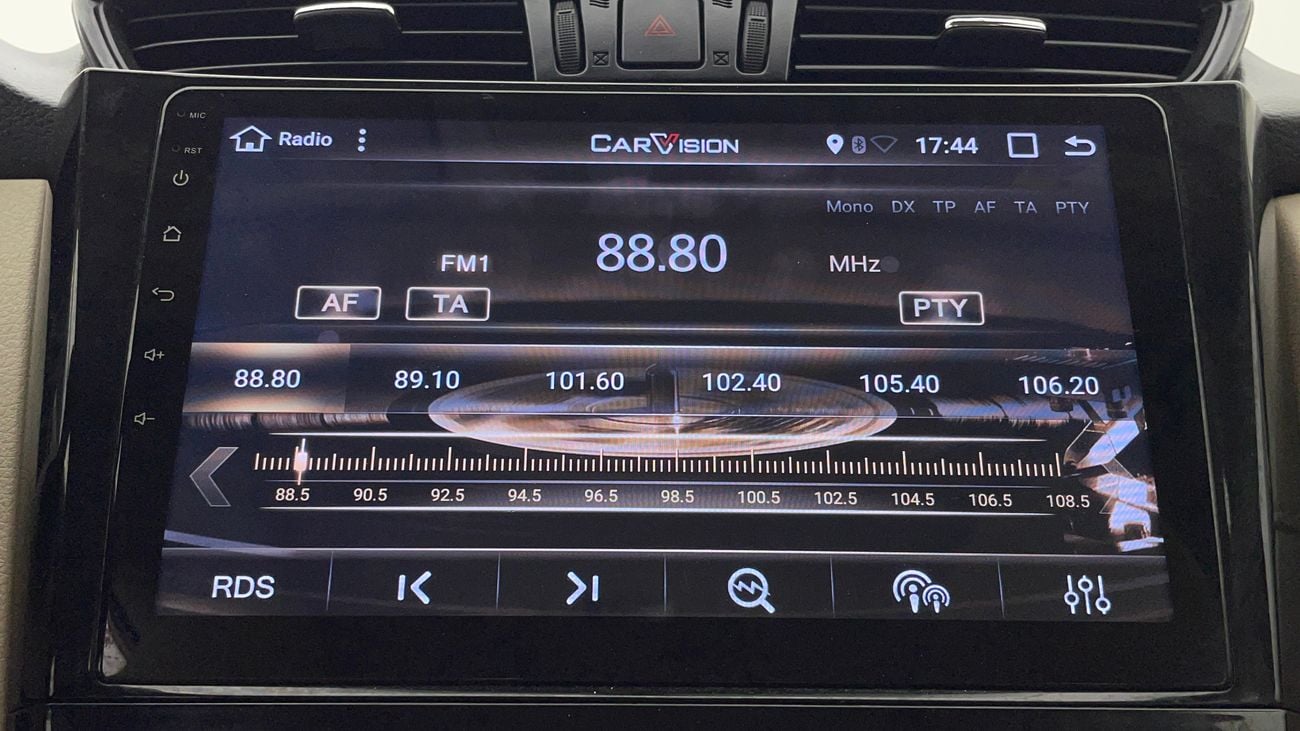 MIC
Radio CARVISION 17:44
RST
Mono DX TP AF TA PTY
FM1 88.80 MHz
AF TA PTY
88.80 89.10 101.60 102.40 105.40 106.20
88.5 90.5 92.5 94.5 96.5 98.5 100.5 102.5 104.5 106.5 108.5
RDS